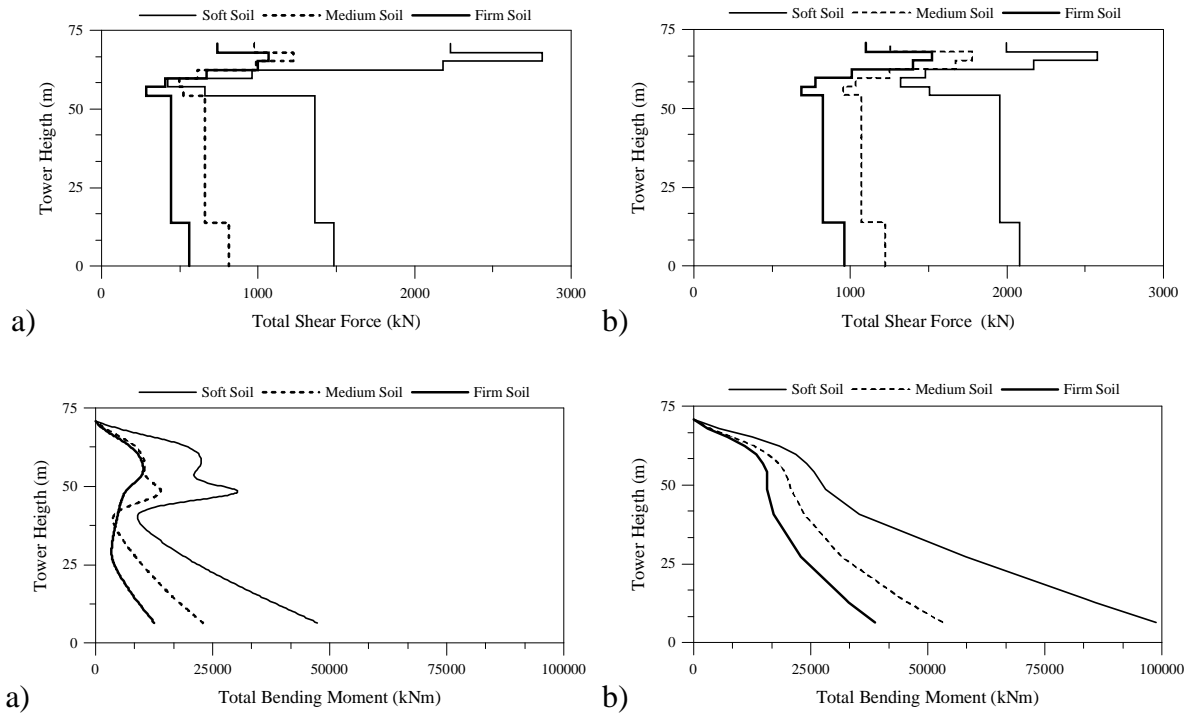 Soft Soil Medium Soil Firm Soil
75
50
25
0
Tower Heigth (m)
0 1000 2000 3000
Total Shear Force (kN)
a)
Soft Soil Medium Soil Firm Soil
75
50
25
0
Tower Heigth (m)
0 1000 2000 3000
Total Shear Force (kN)
b)
Soft Soil Medium Soil Firm Soil
75
50
25
0
Tower Heigth (m)
0 25000 50000 75000 100000
Total Bending Moment (kNm)
a)
Soft Soil Medium Soil Firm Soil
75
50
25
0
Tower Heigth (m)
0 25000 50000 75000 100000
Total Bending Moment (kNm)
b)